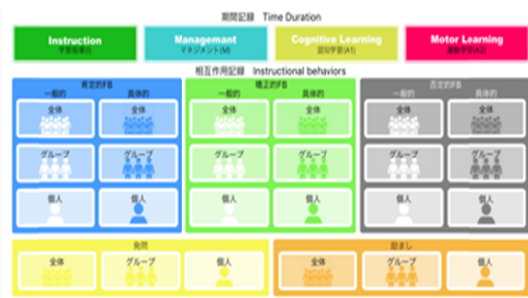 期間記録 Time Duration
Instruction Managemant Cognitive Learning Motor Learning
学習指導(I) マネジメント(M) 認知学習(A1) 運動学習(A2)
相互作用記録 Instructional behaviors
肯定的FB 矯正的FB 否定的FB
一般的 具体的 一般的 具体的 一般的 具体的
全体 全体 全体 全体 全体 全体
グループ グループ グループ グループ グループ グループ
個人 個人 個人 個人 個人 個人
発問 励まし
全体 グループ 個人 全体 グループ 個人